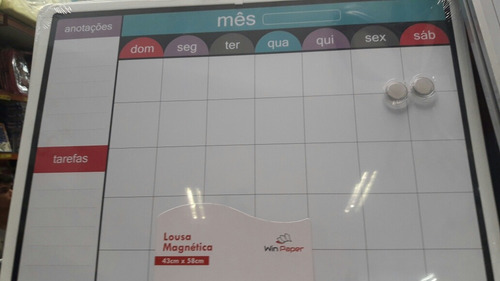 anotações
mês
dom seg ter qua qui sex sáb
tarefas
Lousa
Magnética
Win Paper
43cm x 58cm